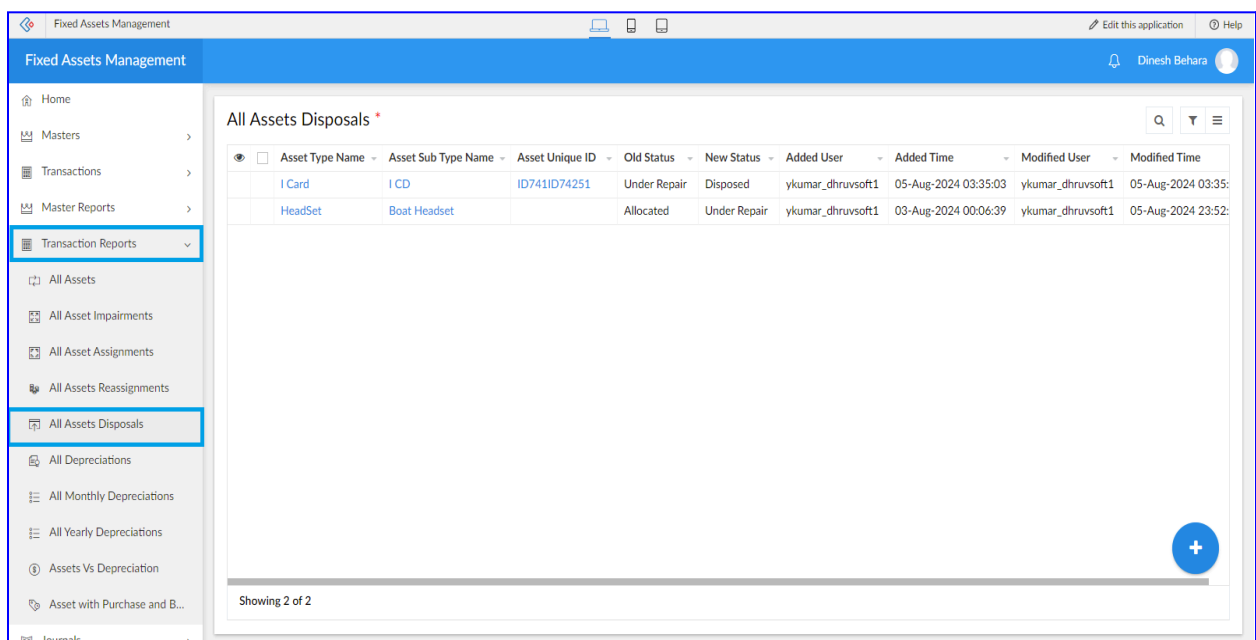 Fixed Assets Management
Edit this application
Help
Fixed Assets Management
Dinesh Behara
Home
Masters
Transactions
Master Reports
Transaction Reports
All Assets
All Asset Impairments
All Asset Assignments
All Assets Reassignments
All Assets Disposals
All Depreciations
All Monthly Depreciations
All Yearly Depreciations
Assets Vs Depreciation
Asset with Purchase and B...
All Assets Disposals *
Asset Type Name Asset Sub Type Name Asset Unique ID Old Status New Status Added User Added Time Modified User Modified Time
I Card I CD ID741ID74251 Under Repair Disposed ykumar_dhruvsoft1 05-Aug-2024 03:35:03 ykumar_dhruvsoft1 05-Aug-2024 03:35:
HeadSet Boat Headset Allocated Under Repair ykumar_dhruvsoft1 03-Aug-2024 00:06:39 ykumar_dhruvsoft1 05-Aug-2024 23:52:
Showing 2 of 2